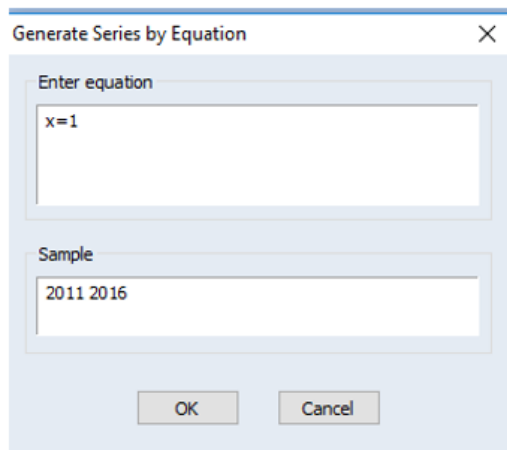 Generate Series by Equation
Enter equation
x=1
Sample
2011 2016
OK Cancel